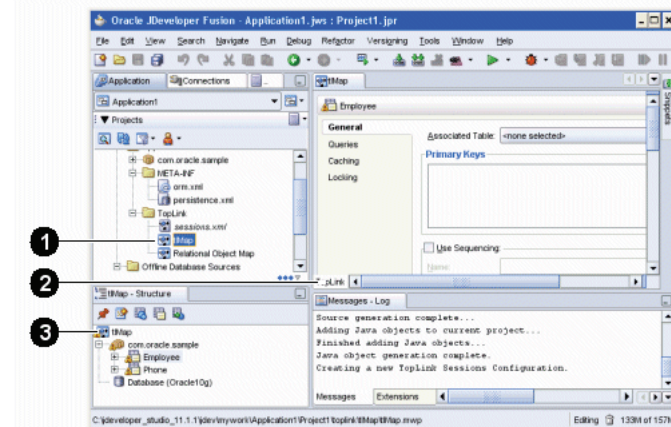 Oracle JDeveloper Fusion - Application1.jws : Project1.jpr
File Edit View Search Navigate Run Debug Refactor Versioning Tools Window Help
Application
Connections
tlMap
Application1
Projects
com.oracle.sample
META-INF
orm.xml
persistence.xml
TopLink
sessions.xml
tlMap
Relational Object Map
Offline Database Sources
Employee
General
Queries
Caching
Locking
Associated Table: <none selected>
Primary Keys
Use Sequencing:
Name:
Snippets
1
2
3
tlMap - Structure
tlMap
com.oracle.sample
Employee
Phone
Database (Oracle10g)
Messages - Log
Source generation complete...
Adding Java objects to current project...
Finished adding Java objects...
Java object generation complete.
Creating a new TopLink Sessions Configuration.
Messages Extensions
C:\jdeveloper_studio_11.1.1\jdev\mywork\Application1\Project1\toplink\tlMap\tlMap.mwp
Editing 133M of 157M